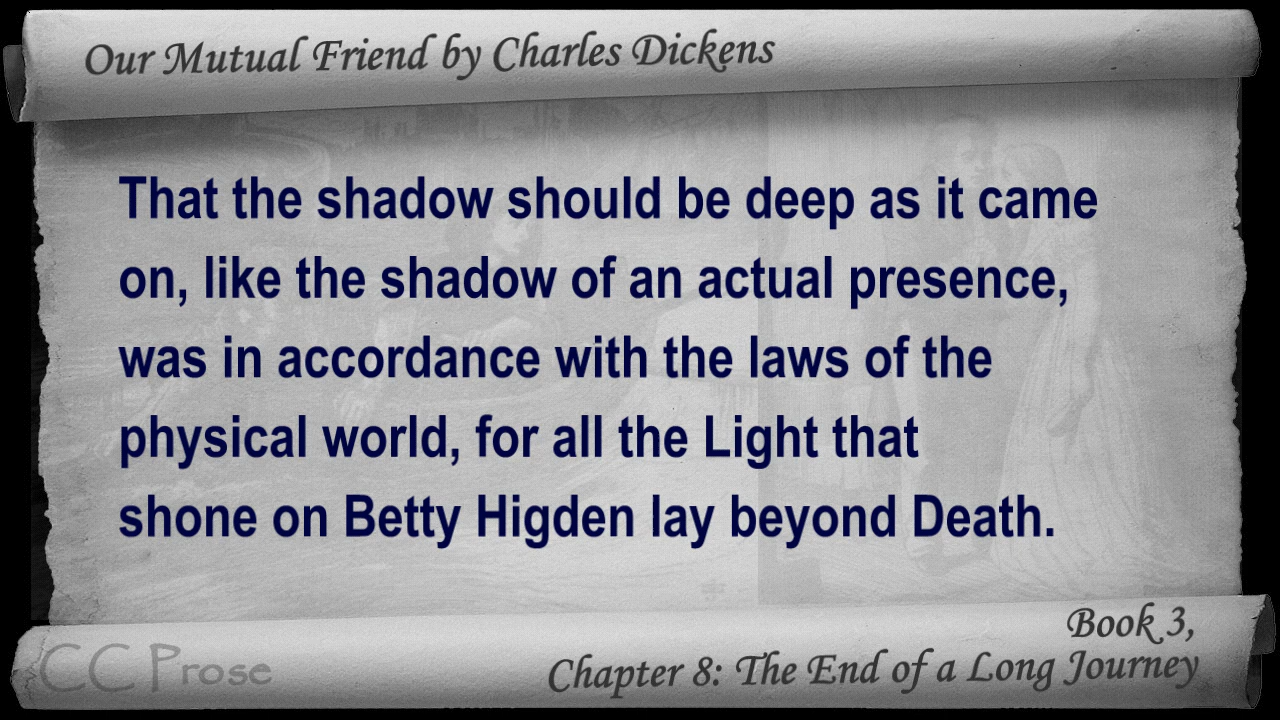 Our Mutual Friend by Charles Dickens
That the shadow should be deep as it came
on, like the shadow of an actual presence,
was in accordance with the laws of the
physical world, for all the Light that
shone on Betty Higden lay beyond Death.
Book 3,
CC Prose
Chapter 8: The End of a Long Journey